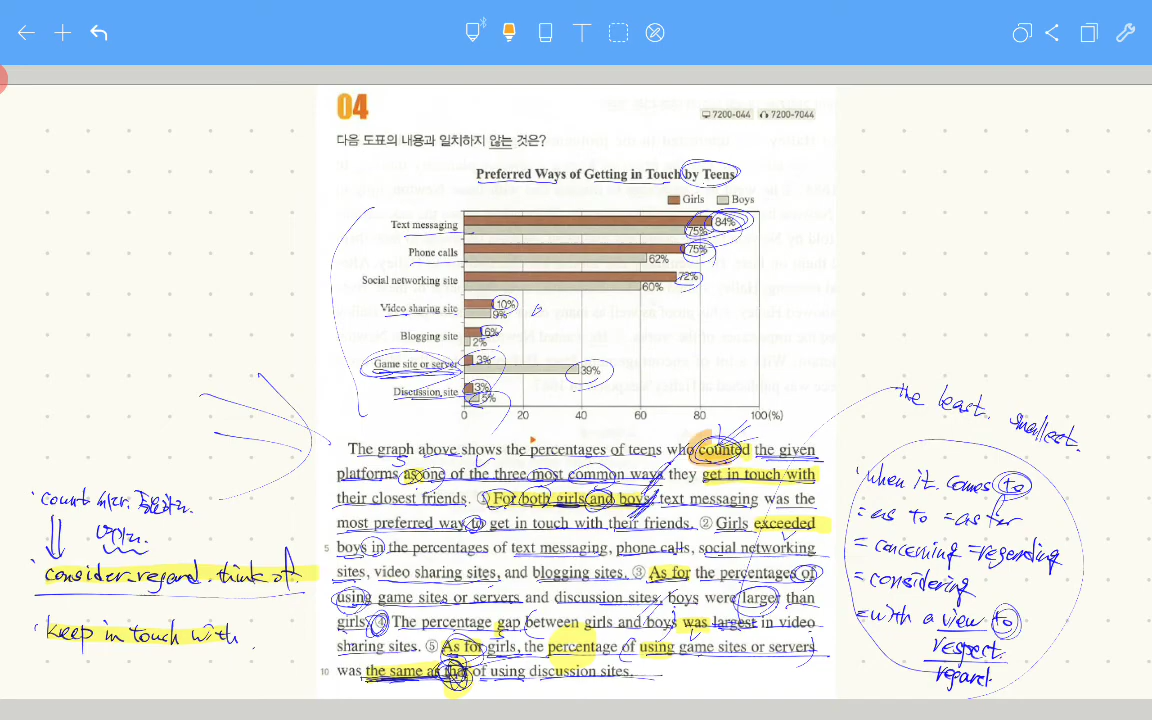 04
7200-044 7200-7044
다음 도표의 내용과 일치하지 않는 것은?
Preferred Ways of Getting in Touch by Teens
Girls Boys
Text messaging 84%
75%
Phone calls 75%
62%
Social networking site 72%
60%
Video sharing site 10%
9%
Blogging site 6%
2%
Game site or server 3%
39%
Discussion site 3%
5%
0 20 40 60 80 100(%)
The graph above shows the percentages of teens who counted the given
platforms as one of the three most common ways they get in touch with
their closest friends. ① For both girls and boys, text messaging was the
most preferred way to get in touch with their friends. ② Girls exceeded
5 boys in the percentages of text messaging, phone calls, social networking
sites, video sharing sites, and blogging sites. ③ As for the percentages of
using game sites or servers and discussion sites, boys were larger than
girls. ④ The percentage gap between girls and boys was largest in video
sharing sites. ⑤ As for girls, the percentage of using game sites or servers
10 was the same as that of using discussion sites.
S V
count
consider. regard. think of
keep in touch with
the least. smallest.
when it comes to
= as to = as for
= concerning = regarding
= considering
= with a view to
respect
regard.